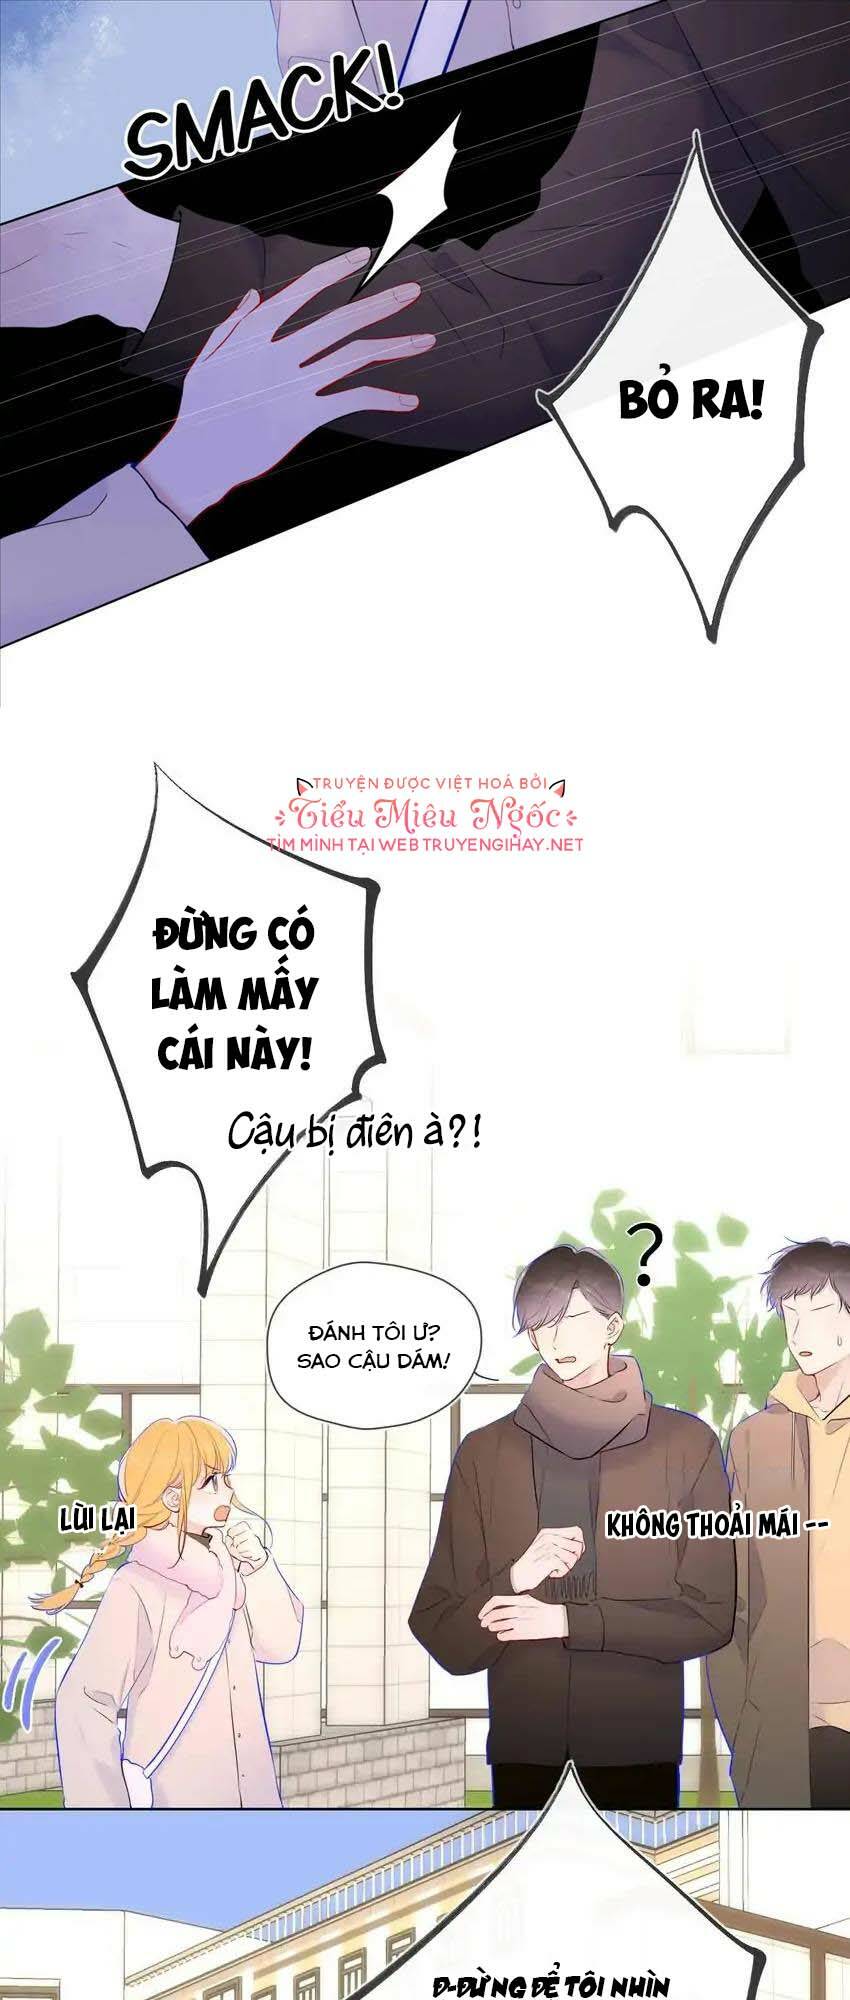 SMACK!
BỎ RA!
TRUYỆN ĐƯỢC VIỆT HOÁ BỞI
Tiểu Miêu Ngốc
TÌM MÌNH TẠI WEB TRUYENGIHAY.NET
ĐỪNG CÓ
LÀM MẤY
CÁI NÀY!
Cậu bị điên à?!
?
ĐÁNH TÔI Ư?
SAO CẬU DÁM!
LÙI LẠI
KHÔNG THOẢI MÁI --
Đ-ĐỪNG ĐỂ TÔI NHÌN